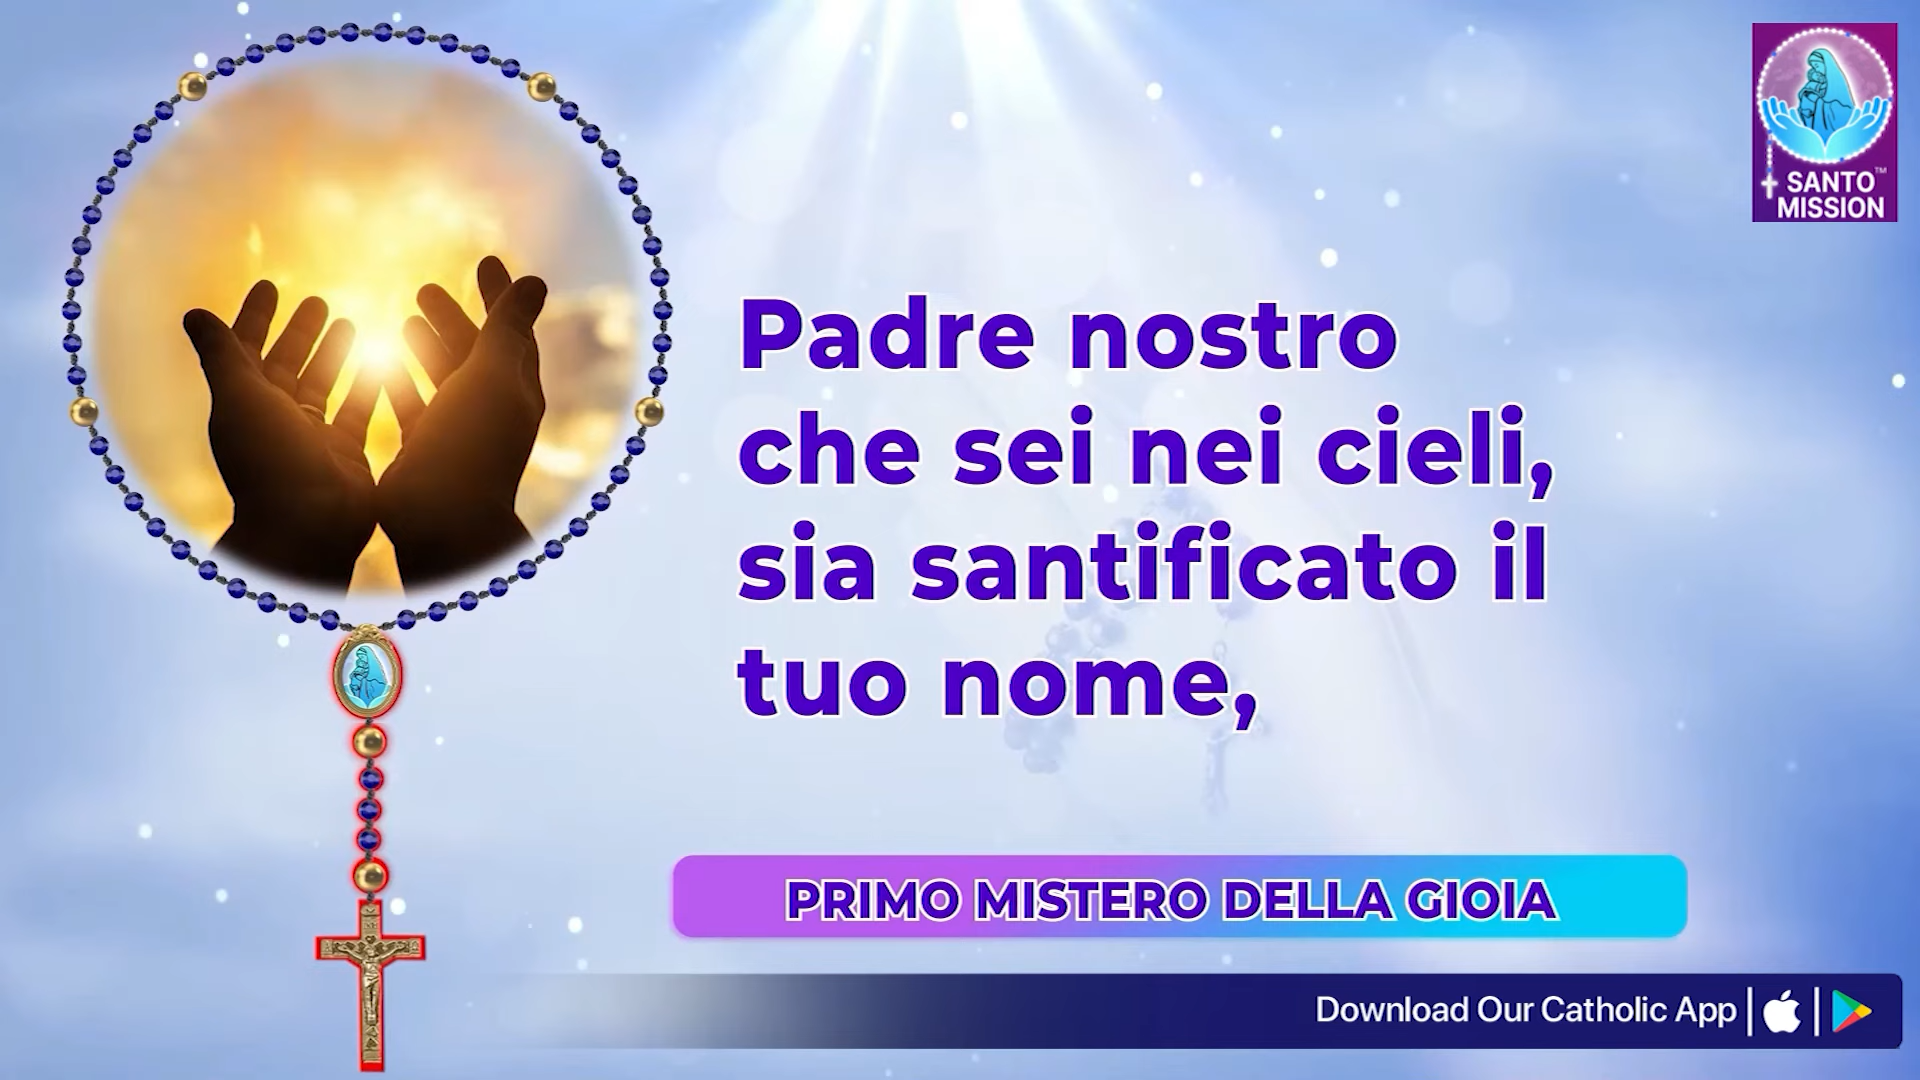 SANTO™
MISSION
Padre nostro
che sei nei cieli,
sia santificato il
tuo nome,
PRIMO MISTERO DELLA GIOIA
Download Our Catholic App